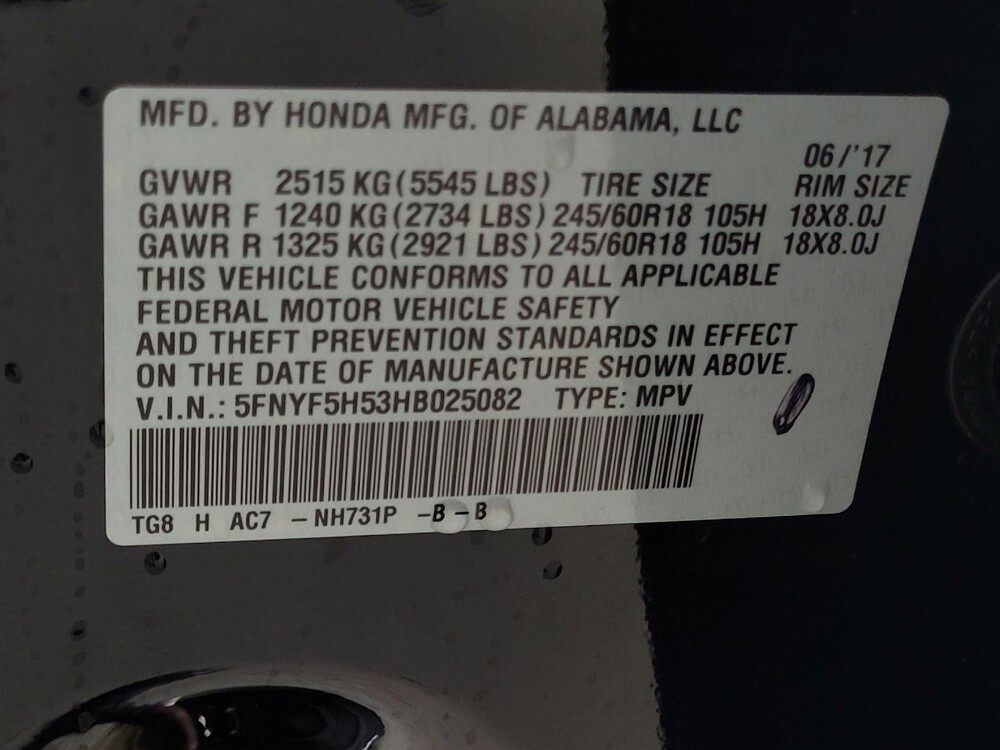 MFD. BY HONDA MFG. OF ALABAMA, LLC
06/'17
GVWR 2515 KG(5545 LBS) TIRE SIZE RIM SIZE
GAWR F 1240 KG(2734 LBS) 245/60R18 105H 18X8.0J
GAWR R 1325 KG(2921 LBS) 245/60R18 105H 18X8.0J
THIS VEHICLE CONFORMS TO ALL APPLICABLE
FEDERAL MOTOR VEHICLE SAFETY
AND THEFT PREVENTION STANDARDS IN EFFECT
ON THE DATE OF MANUFACTURE SHOWN ABOVE.
V.I.N.: 5FNYF5H53HB025082 TYPE: MPV
TG8 H AC7 -NH731P -B-B